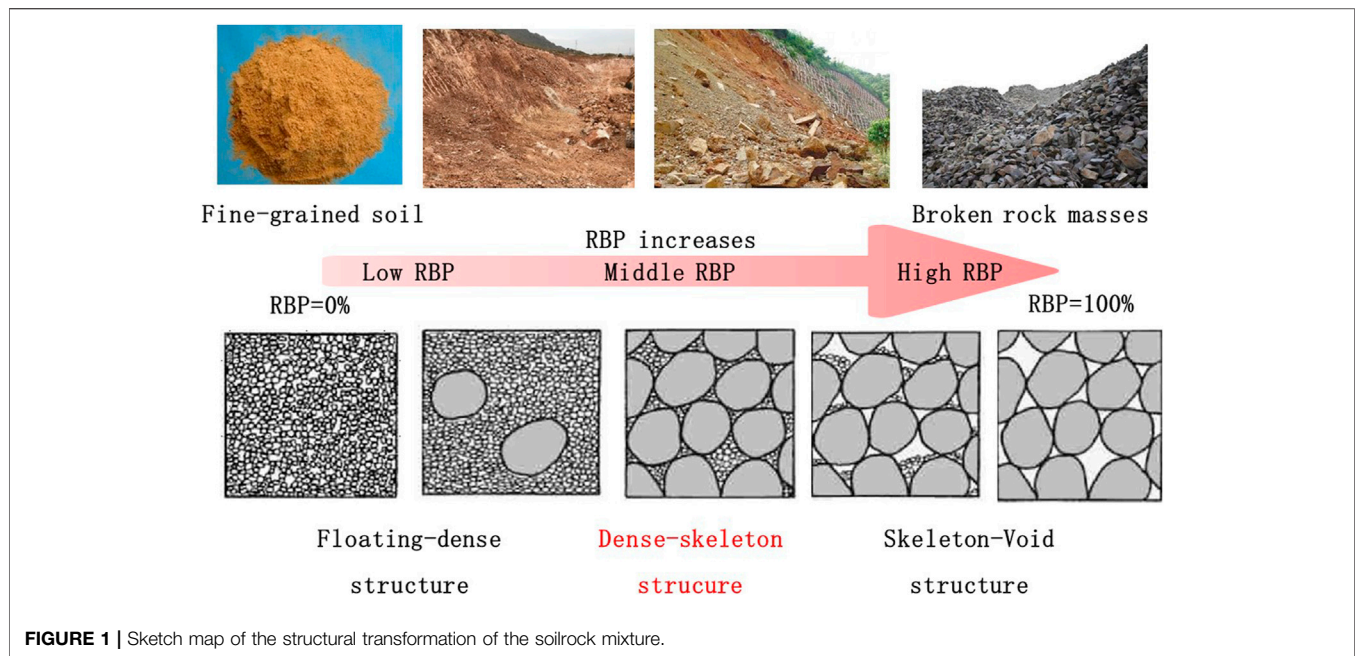 Fine-grained soil
Broken rock masses
RBP increases
Low RBP
Middle RBP
High RBP
RBP=0%
RBP=100%
Floating-dense
structure
Dense-skeleton
strucure
Skeleton-Void
structure
FIGURE 1 | Sketch map of the structural transformation of the soilrock mixture.